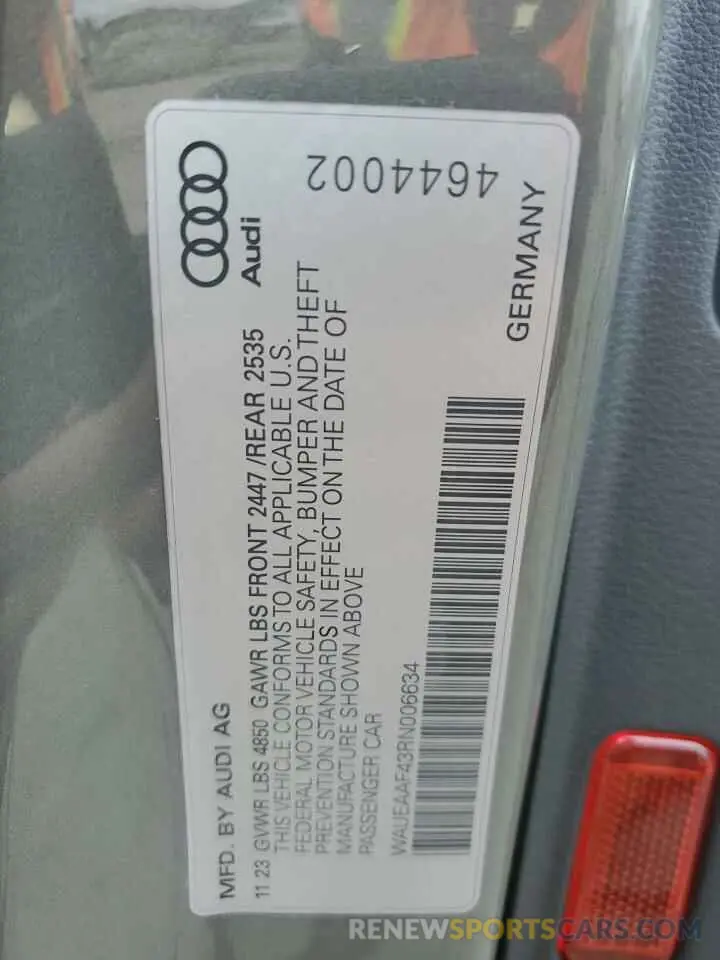 4644002
Audi
GERMANY
MFD. BY AUDI AG
11 23 GVWR LBS 4850 GAWR LBS FRONT 2447 /REAR 2535
THIS VEHICLE CONFORMS TO ALL APPLICABLE U.S.
FEDERAL MOTOR VEHICLE SAFETY, BUMPER AND THEFT
PREVENTION STANDARDS IN EFFECT ON THE DATE OF
MANUFACTURE SHOWN ABOVE
PASSENGER CAR
WAUEAAF43RN006634
RENEWSPORTSCARS.COM